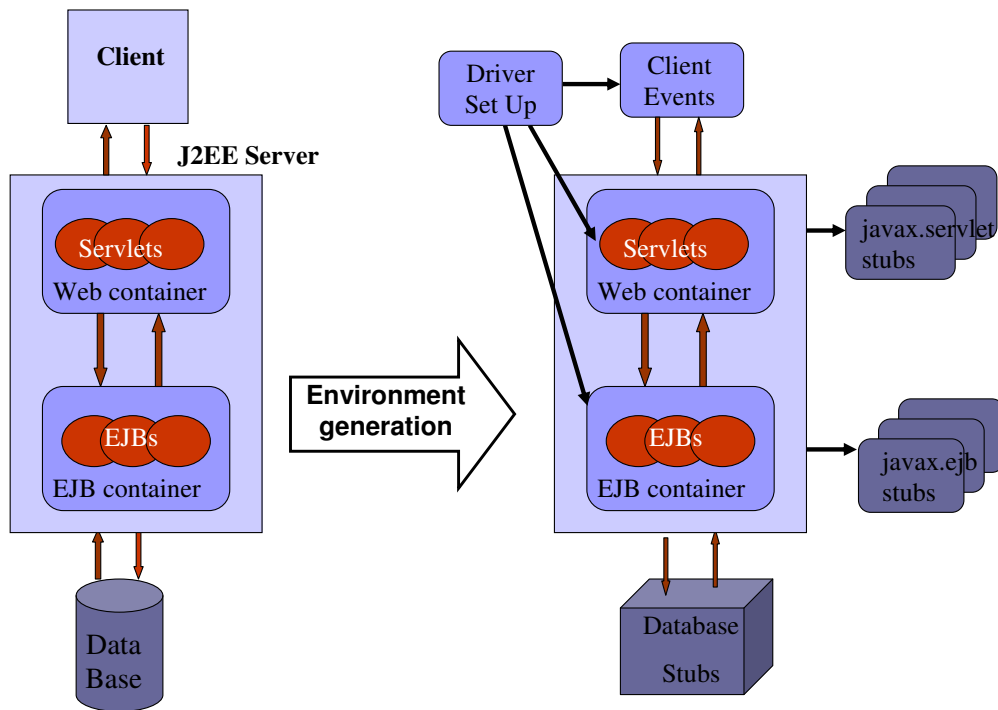 Client
J2EE Server
Servlets
Web container
EJBs
EJB container
Data
Base
Environment
generation
Driver
Set Up
Client
Events
Servlets
Web container
EJBs
EJB container
javax.servlet
stubs
javax.ejb
stubs
Database
Stubs